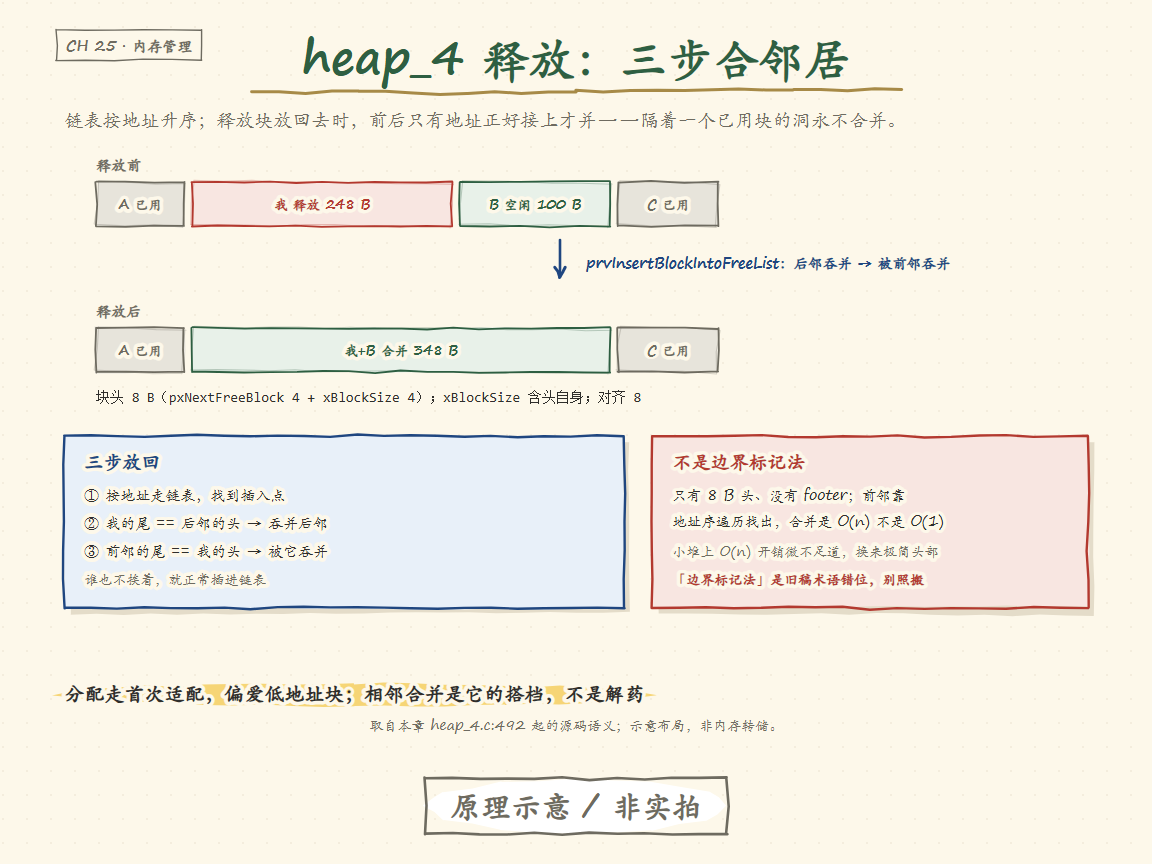 CH 25 · 内存管理
heap_4 释放：三步合邻居
链表按地址升序；释放块放回去时，前后只有地址正好接上才并——隔着一个已用块的洞永不合并。
释放前
A 已用
我 释放 248 B
B 空闲 100 B
C 已用
prvInsertBlockIntoFreeList：后邻吞并 → 被前邻吞并
释放后
A 已用
我+B 合并 348 B
C 已用
块头 8 B（pxNextFreeBlock 4 + xBlockSize 4）；xBlockSize 含头自身；对齐 8
三步放回
① 按地址走链表，找到插入点
② 我的尾 == 后邻的头 → 吞并后邻
③ 前邻的尾 == 我的头 → 被它吞并
谁也不挨着，就正常插进链表
不是边界标记法
只有 8 B 头、没有 footer；前邻靠
地址序遍历找出，合并是 O(n) 不是 O(1)
小堆上 O(n) 开销微不足道，换来极简头部
「边界标记法」是旧稿术语错位，别照搬
分配走首次适配，偏爱低地址块；相邻合并是它的搭档，不是解药
取自本章 heap_4.c:492 起的源码语义；示意布局，非内存转储。
原理示意 / 非实拍